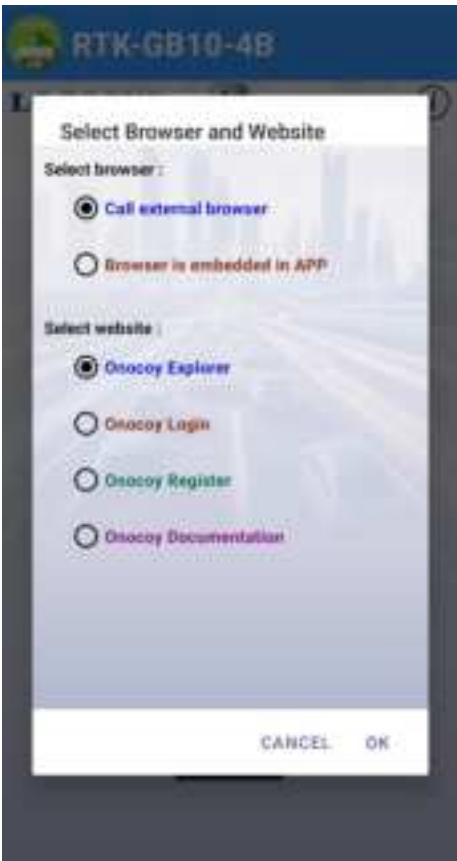 RTK-GB10-4B
Select Browser and Website
Select browser :
Call external browser
Browser is embedded in APP
Select website :
Onocoy Explorer
Onocoy Login
Onocoy Register
Onocoy Documentation
CANCEL OK